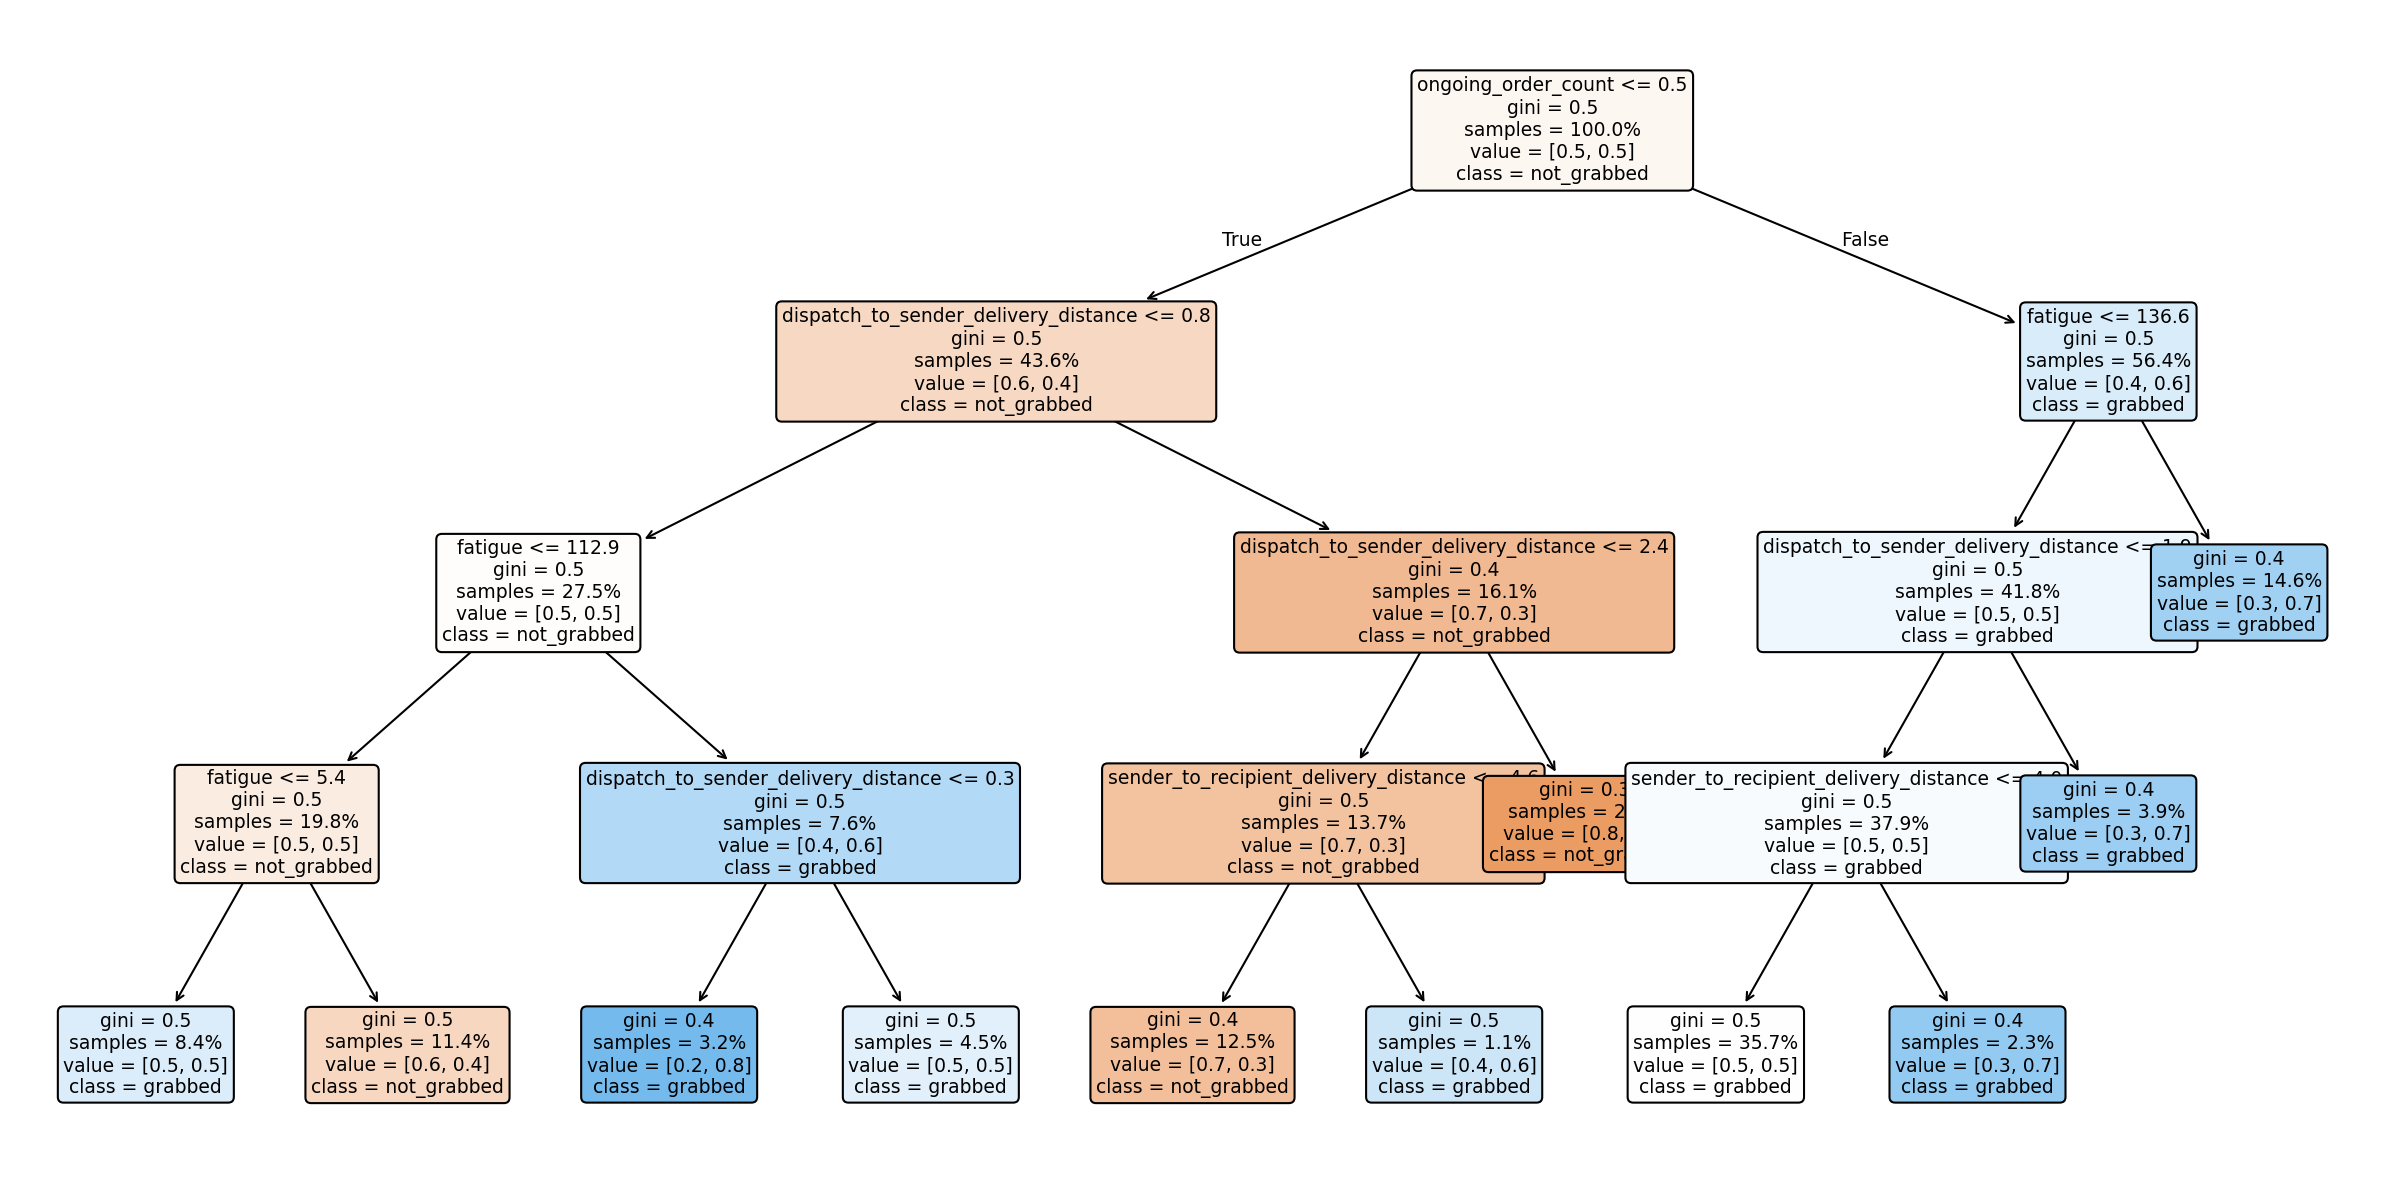 ongoing_order_count <= 0.5
gini = 0.5
samples = 100.0%
value = [0.5, 0.5]
class = not_grabbed
True
False
dispatch_to_sender_delivery_distance <= 0.8
gini = 0.5
samples = 43.6%
value = [0.6, 0.4]
class = not_grabbed
fatigue <= 136.6
gini = 0.5
samples = 56.4%
value = [0.4, 0.6]
class = grabbed
fatigue <= 112.9
gini = 0.5
samples = 27.5%
value = [0.5, 0.5]
class = not_grabbed
dispatch_to_sender_delivery_distance <= 2.4
gini = 0.4
samples = 16.1%
value = [0.7, 0.3]
class = not_grabbed
dispatch_to_sender_delivery_distance <=
gini = 0.5
samples = 41.8%
value = [0.5, 0.5]
class = grabbed
gini = 0.4
samples = 14.6%
value = [0.3, 0.7]
class = grabbed
fatigue <= 5.4
gini = 0.5
samples = 19.8%
value = [0.5, 0.5]
class = not_grabbed
dispatch_to_sender_delivery_distance <= 0.3
gini = 0.5
samples = 7.6%
value = [0.4, 0.6]
class = grabbed
sender_to_recipient_delivery_distance
gini = 0.5
samples = 13.7%
value = [0.7, 0.3]
class = not_grabbed
gini =
samples =
value = [0.8,
class =
sender_to_recipient_delivery_distance <=
gini = 0.5
samples = 37.9%
value = [0.5, 0.5]
class = grabbed
gini = 0.4
samples = 3.9%
value = [0.3, 0.7]
class = grabbed
gini = 0.5
samples = 8.4%
value = [0.5, 0.5]
class = grabbed
gini = 0.5
samples = 11.4%
value = [0.6, 0.4]
class = not_grabbed
gini = 0.4
samples = 3.2%
value = [0.2, 0.8]
class = grabbed
gini = 0.5
samples = 4.5%
value = [0.5, 0.5]
class = grabbed
gini = 0.4
samples = 12.5%
value = [0.7, 0.3]
class = not_grabbed
gini = 0.5
samples = 1.1%
value = [0.4, 0.6]
class = grabbed
gini = 0.5
samples = 35.7%
value = [0.5, 0.5]
class = grabbed
gini = 0.4
samples = 2.3%
value = [0.3, 0.7]
class = grabbed